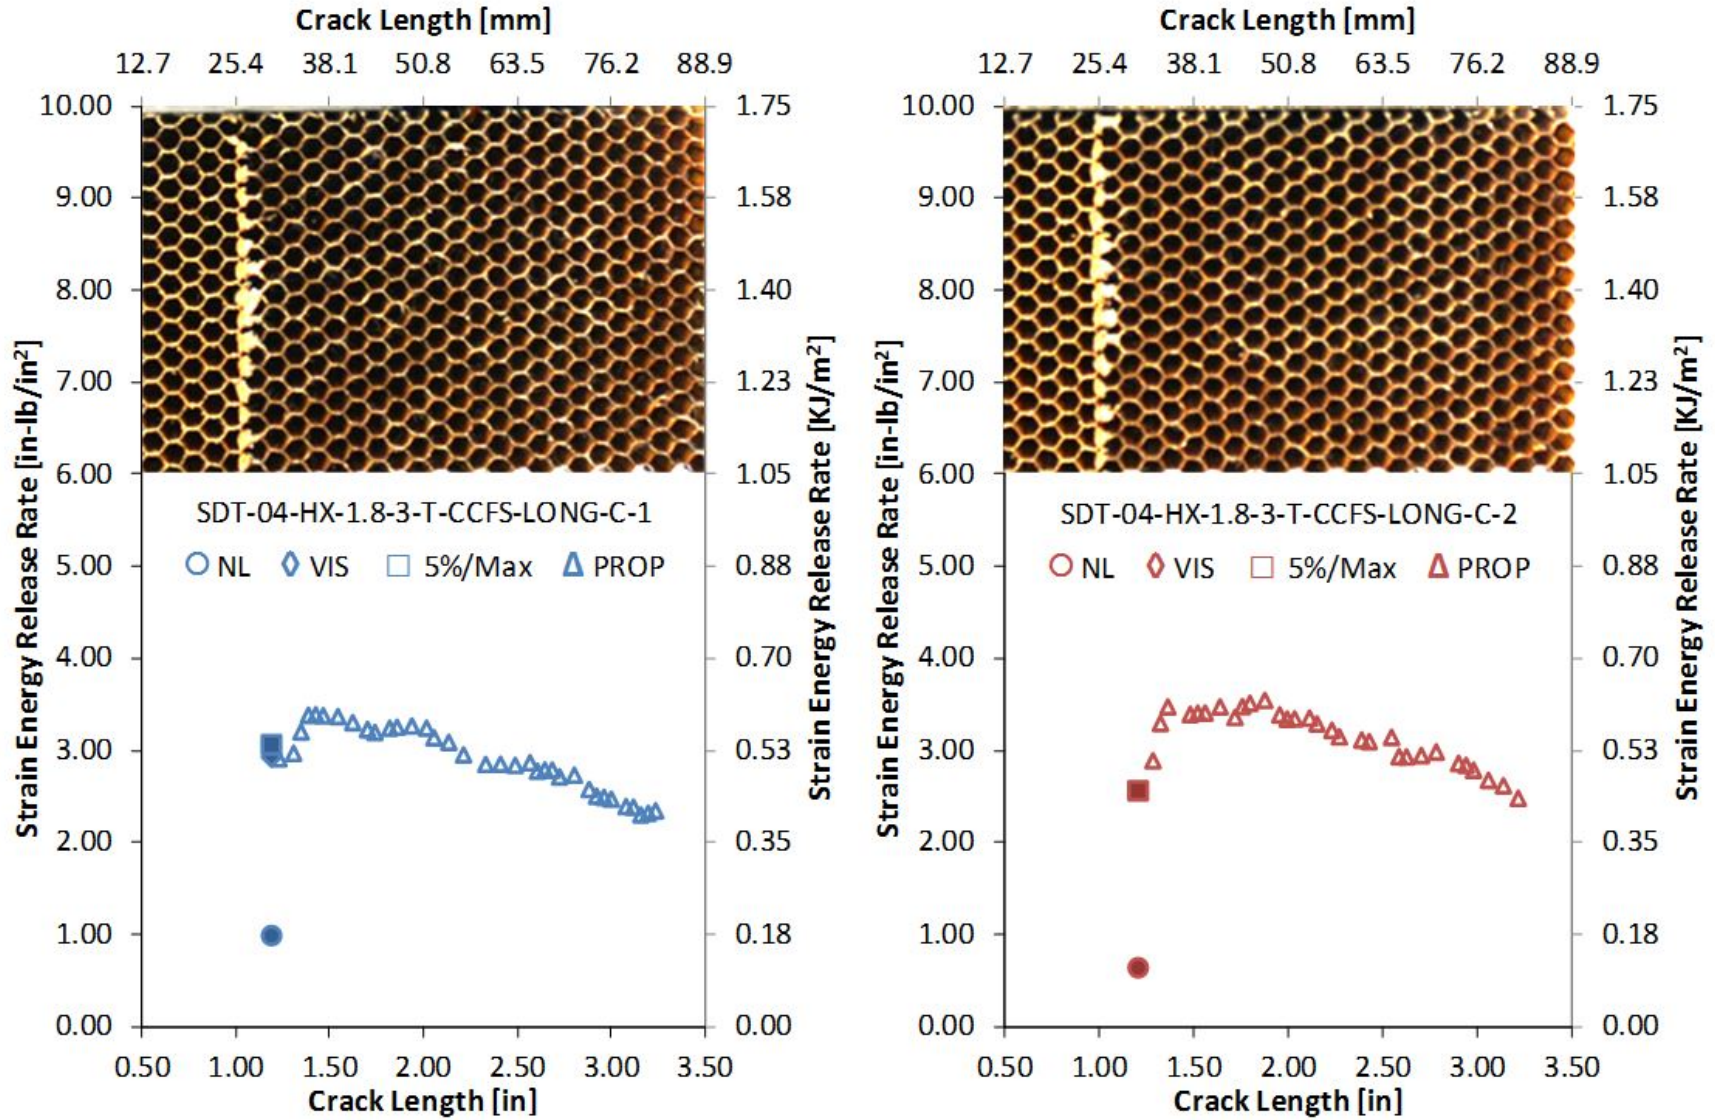 Crack Length [mm]
12.7 25.4 38.1 50.8 63.5 76.2 88.9
10.00
9.00
8.00
7.00
6.00
5.00
4.00
3.00
2.00
1.00
0.00
Strain Energy Release Rate [in-lb/in²]
SDT-04-HX-1.8-3-T-CCFS-LONG-C-1
NL VIS 5%/Max PROP
1.75
1.58
1.40
1.23
1.05
0.88
0.70
0.53
0.35
0.18
0.00
Strain Energy Release Rate [KJ/m²]
0.50 1.00 1.50 2.00 2.50 3.00 3.50
Crack Length [in]
Crack Length [mm]
12.7 25.4 38.1 50.8 63.5 76.2 88.9
10.00
9.00
8.00
7.00
6.00
5.00
4.00
3.00
2.00
1.00
0.00
Strain Energy Release Rate [in-lb/in²]
SDT-04-HX-1.8-3-T-CCFS-LONG-C-2
NL VIS 5%/Max PROP
1.75
1.58
1.40
1.23
1.05
0.88
0.70
0.53
0.35
0.18
0.00
Strain Energy Release Rate [KJ/m²]
0.50 1.00 1.50 2.00 2.50 3.00 3.50
Crack Length [in]